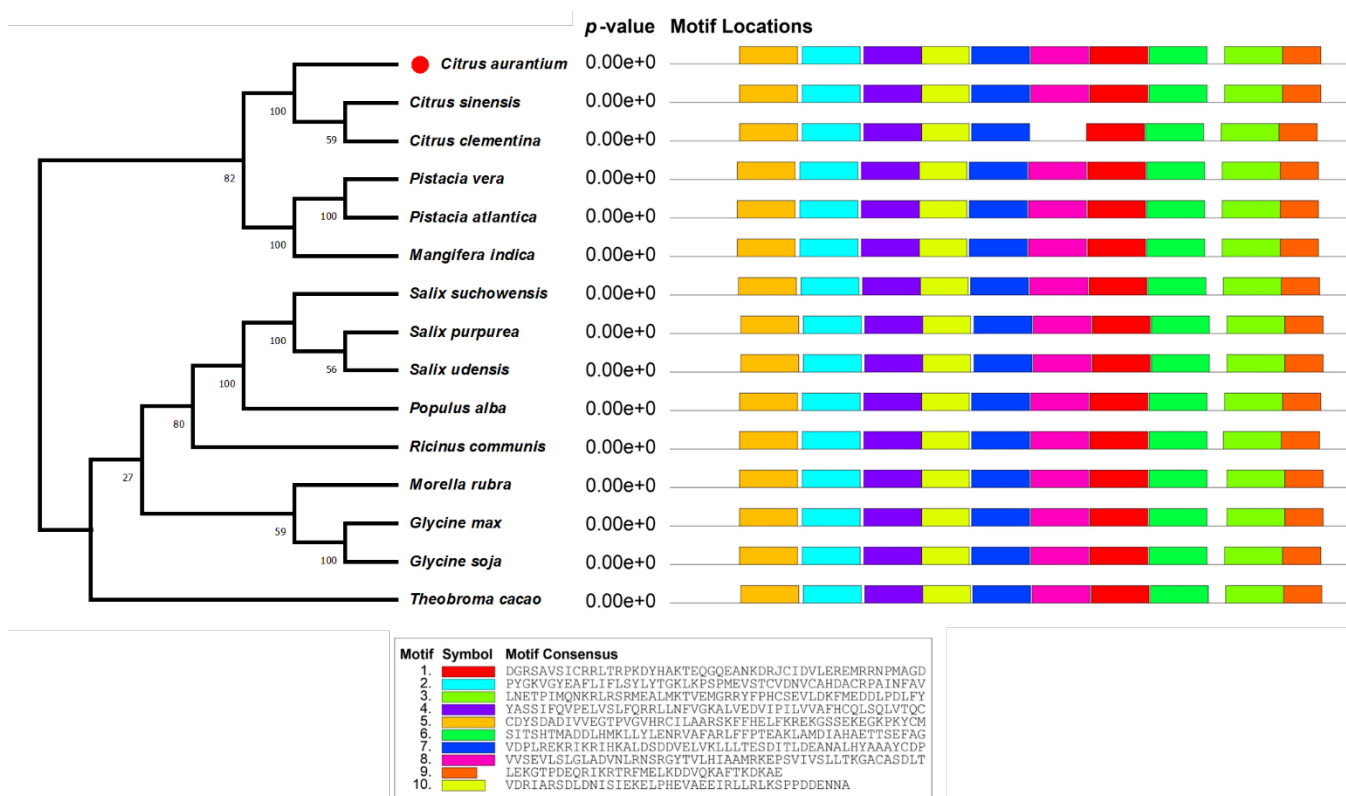 p-value Motif Locations
Citrus aurantium 0.00e+0
100
Citrus sinensis 0.00e+0
59
Citrus clementina 0.00e+0
82
Pistacia vera 0.00e+0
100
Pistacia atlantica 0.00e+0
100
Mangifera indica 0.00e+0
Salix suchowensis 0.00e+0
100
Salix purpurea 0.00e+0
56
Salix udensis 0.00e+0
100
Populus alba 0.00e+0
80
Ricinus communis 0.00e+0
27
Morella rubra 0.00e+0
59
Glycine max 0.00e+0
100
Glycine soja 0.00e+0
Theobroma cacao 0.00e+0
Motif Symbol Motif Consensus
1. DGRSAVSICRRLTRPKDYHAKTEQGQEANKDRJCIDVLEREMRRNPMAGD
2. PYGKVGYEAFLIFLSYLYTGKLKPSPMEVSTCVDNVCAHDACRPAINFAV
3. LNETPIMQNKRLRSRMEALMKTVEMGRRYFPHCSEVLDKFMEDDLPDLFY
4. YASSIFQVPELVSLFQRRLLNFVGKALVEDVIPILVVAFHCQLSQLVTQC
5. CDYSDADIVVEGTPVGVHRCILAARSKFFHELFKREKGSSEKEGKPKYCM
6. SITSHTMADDLHMKLLYLENRVAFARLFFPTEAKLAMDIAHAETTSEFAG
7. VDPLREKRIKRIHKALDSDDVELVKLLLTESDITLDEANALHYAAAYCDP
8. VVSEVLSLGLADVNLRNSRGYTVLHIAAMRKEPSVIVSLLTKGACASDLT
9. LEKGTPDEQRIKRTRFMELKDDVQKAFTKDKAE
10. VDRIARSDLDNISIEKELPHEVAEEIRLLRLKSPPDDENNA